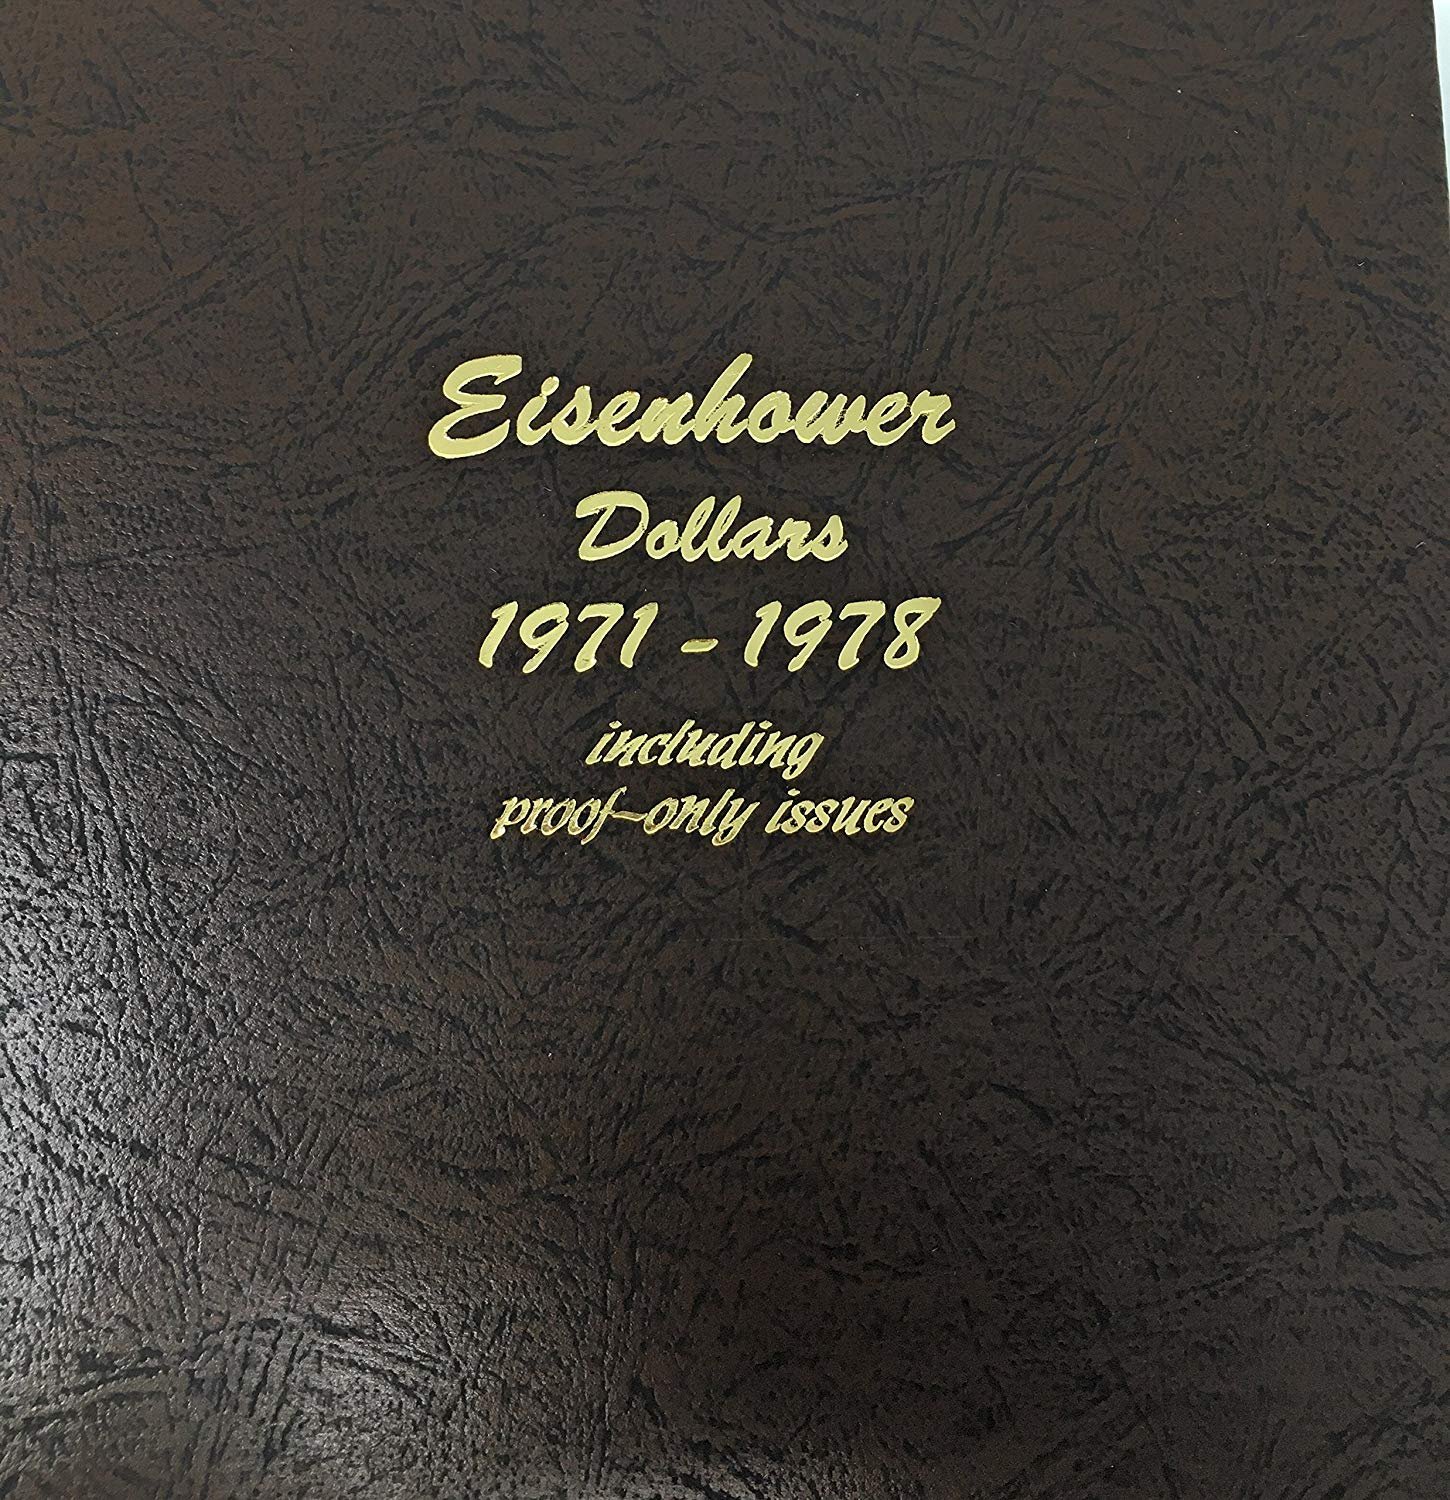 Eisenhower
Dollars
1971 - 1978
including
proof-only issues